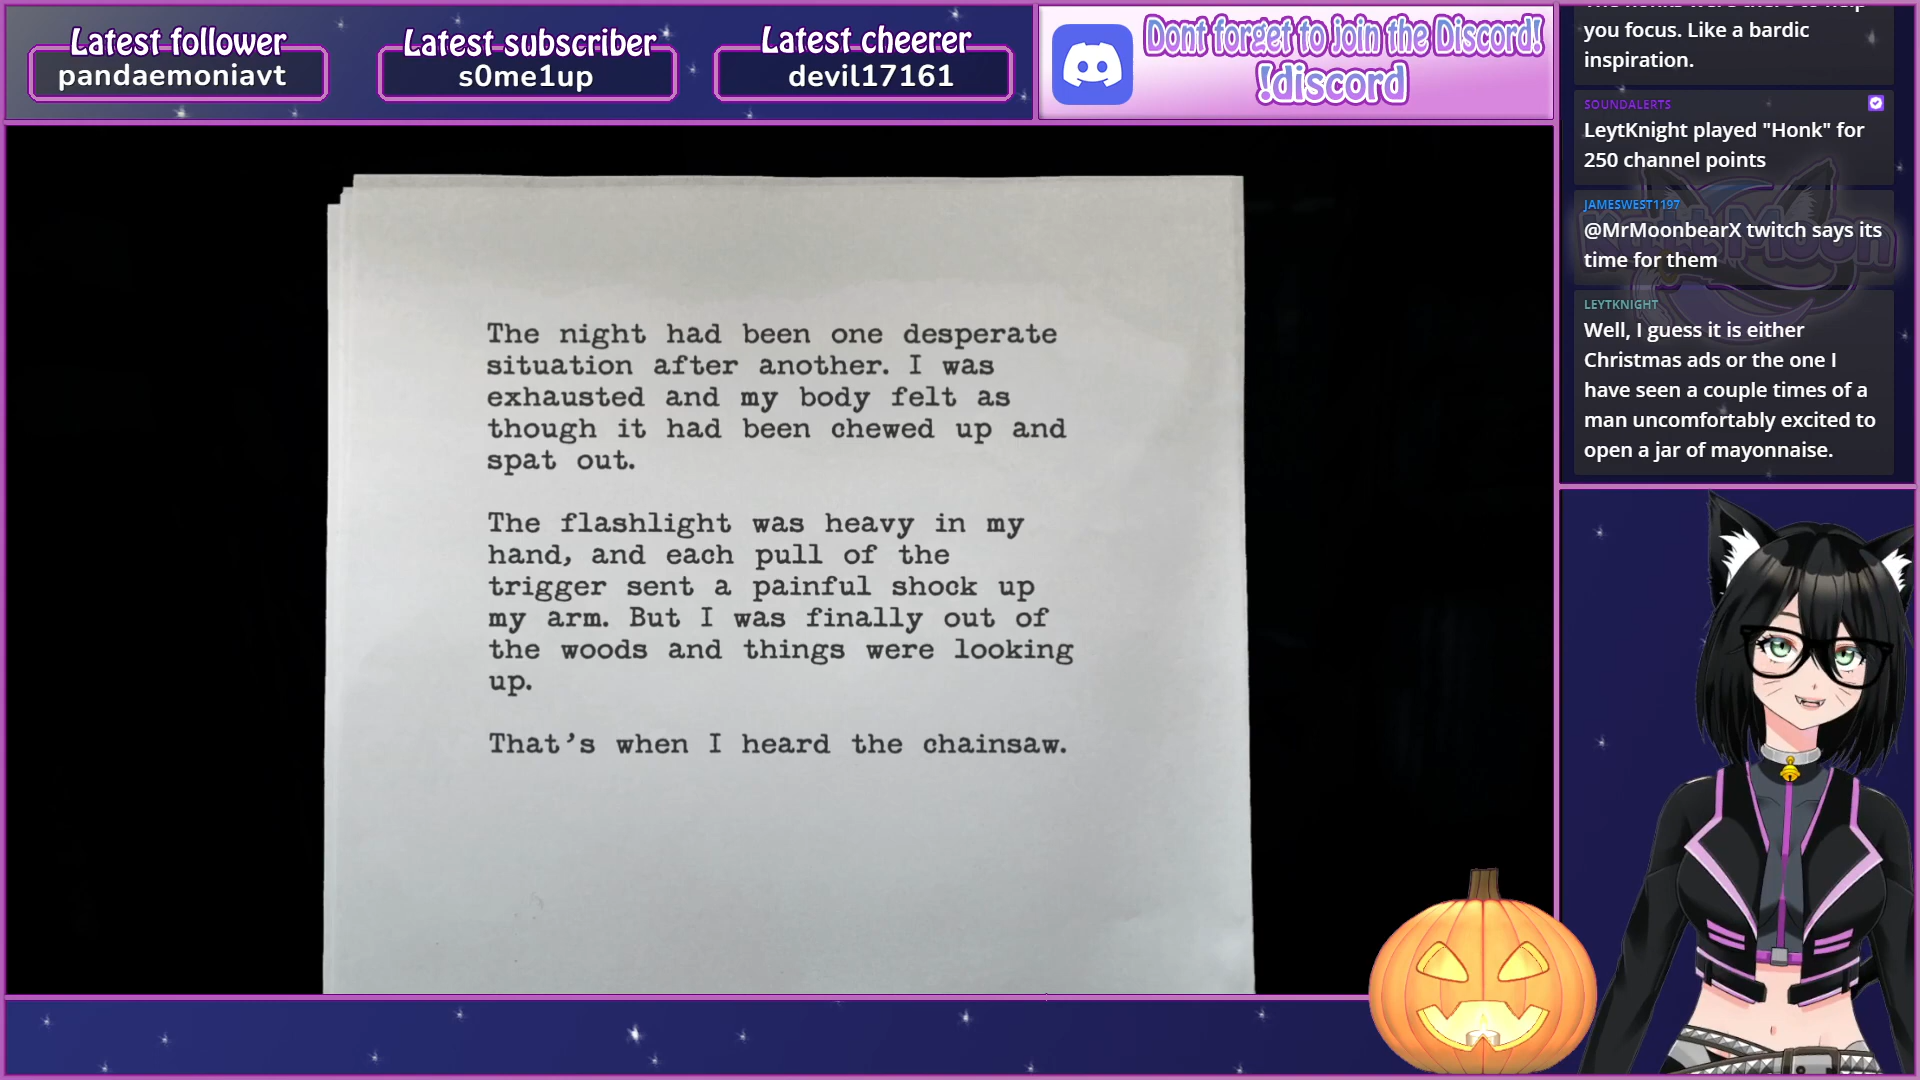 Latest follower
pandaemoniavt
Latest subscriber
s0me1up
Latest cheerer
devil17161
Dont forget to join the Discord!
!discord
The night had been one desperate
situation after another. I was
exhausted and my body felt as
though it had been chewed up and
spat out.
The flashlight was heavy in my
hand, and each pull of the
trigger sent a painful shock up
my arm. But I was finally out of
the woods and things were looking
up.
That's when I heard the chainsaw.
you focus. Like a bardic
inspiration.
SOUNDALERTS
LeytKnight played "Honk" for
250 channel points
JAMESWEST1197
@MrMoonbearX twitch says its
time for them
LEYTKNIGHT
Well, I guess it is either
Christmas ads or the one I
have seen a couple times of a
man uncomfortably excited to
open a jar of mayonnaise.